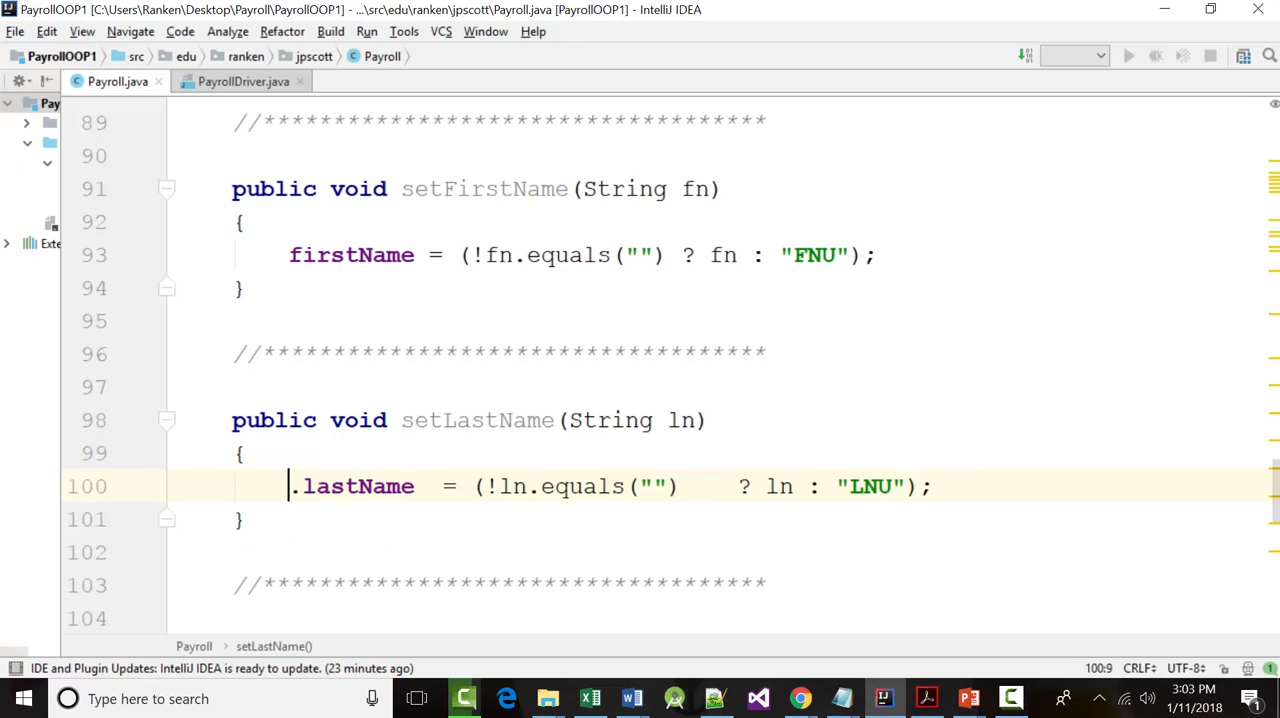 PayrollOOP1 [C:\Users\Ranken\Desktop\Payroll\PayrollOOP1] - ...\src\edu\ranken\jpscott\Payroll.java [PayrollOOP1] - IntelliJ IDEA
File Edit View Navigate Code Analyze Refactor Build Run Tools VCS Window Help
PayrollOOP1 src edu ranken jpscott Payroll
Payroll.java PayrollDriver.java
Pay
Exte
89 //************************************
90
91 public void setFirstName(String fn)
92 {
93 firstName = (!fn.equals("") ? fn : "FNU");
94 }
95
96 //************************************
97
98 public void setLastName(String ln)
99 {
100 .lastName  = (!ln.equals("")    ? ln : "LNU");
101 }
102
103 //************************************
104
Payroll setLastName()
IDE and Plugin Updates: IntelliJ IDEA is ready to update. (23 minutes ago) 100:9 CRLF UTF-8
Type here to search
3:03 PM
1/11/2018